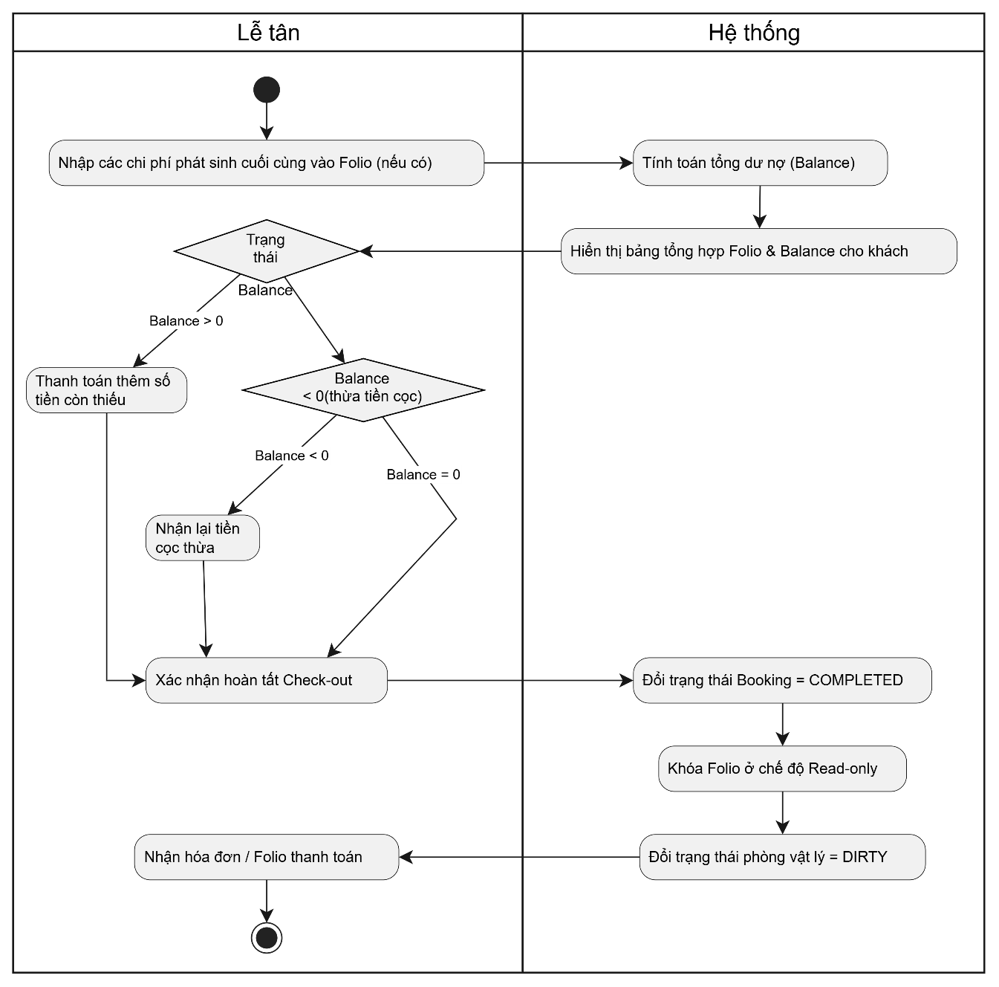 Lễ tân
Hệ thống
Nhập các chi phí phát sinh cuối cùng vào Folio (nếu có)
Tính toán tổng dư nợ (Balance)
Hiển thị bảng tổng hợp Folio & Balance cho khách
Trạng
thái
Balance
Balance > 0
Thanh toán thêm số
tiền còn thiếu
Balance
< 0(thừa tiền cọc)
Balance < 0
Balance = 0
Nhận lại tiền
cọc thừa
Xác nhận hoàn tất Check-out
Đổi trạng thái Booking = COMPLETED
Khóa Folio ở chế độ Read-only
Đổi trạng thái phòng vật lý = DIRTY
Nhận hóa đơn / Folio thanh toán